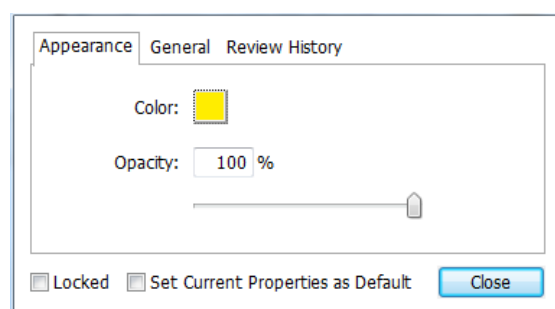 Appearance General Review History
Color:
Opacity: 100 %
Locked Set Current Properties as Default Close